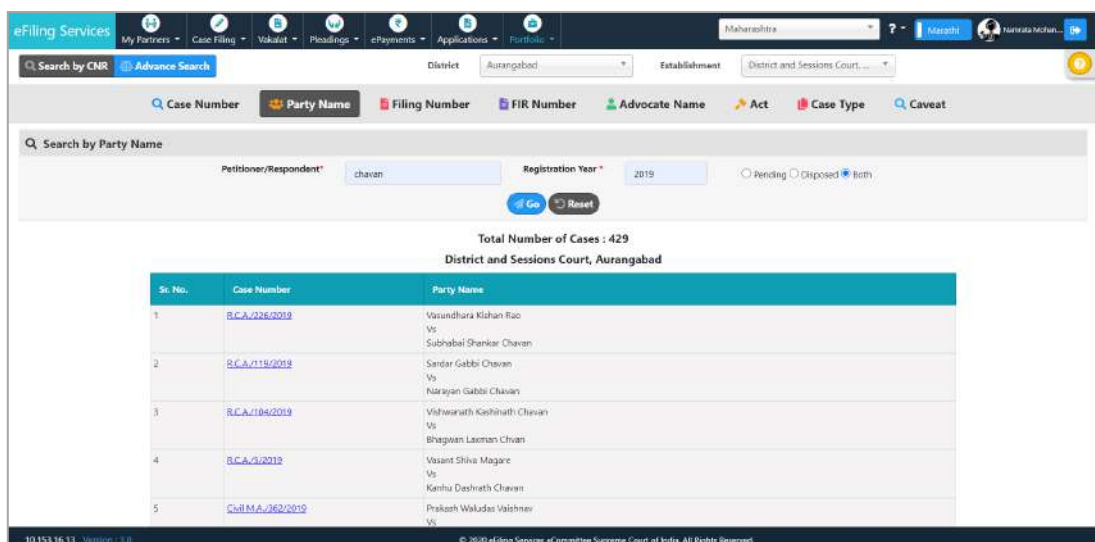 eFiling Services My Partners Case Filing Vakalat Pleadings ePayments Applications Portfolio Maharashtra ? Marathi Namrata Mohan...
Search by CNR Advance Search District Aurangabad Establishment District and Sessions Court, ... ?
Case Number Party Name Filing Number FIR Number Advocate Name Act Case Type Caveat
Search by Party Name
Petitioner/Respondent* chavan Registration Year * 2019 Pending Disposed Both
Go Reset
Total Number of Cases : 429
District and Sessions Court, Aurangabad
Sr. No. Case Number Party Name
1 R.C.A./226/2019 Vasundhara Kishan Rao
Vs
Subhabai Shankar Chavan
2 R.C.A./119/2019 Sardar Gabbi Chavan
Vs
Narayan Gabbi Chavan
3 R.C.A./104/2019 Vishwanath Kashinath Chavan
Vs
Bhagwan Laxman Chvan
4 R.C.A./5/2019 Vasant Shiva Magare
Vs
Kanhu Dashrath Chavan
5 Civil M.A./362/2019 Prakash Waludas Vaishnav
Vs
10.153.16.13 Version : 3.0 © 2020 eFiling Services eCommittee Supreme Court of India. All Rights Reserved